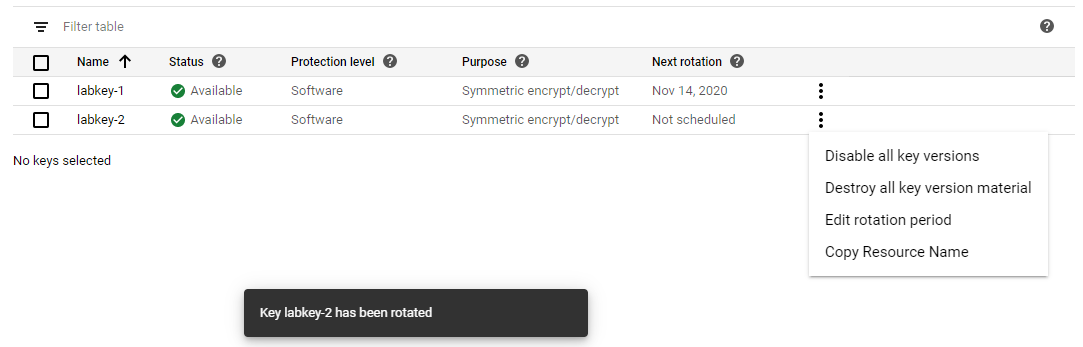 Filter table
Name Status Protection level Purpose Next rotation
labkey-1 Available Software Symmetric encrypt/decrypt Nov 14, 2020
labkey-2 Available Software Symmetric encrypt/decrypt Not scheduled
No keys selected
Disable all key versions
Destroy all key version material
Edit rotation period
Copy Resource Name
Key labkey-2 has been rotated